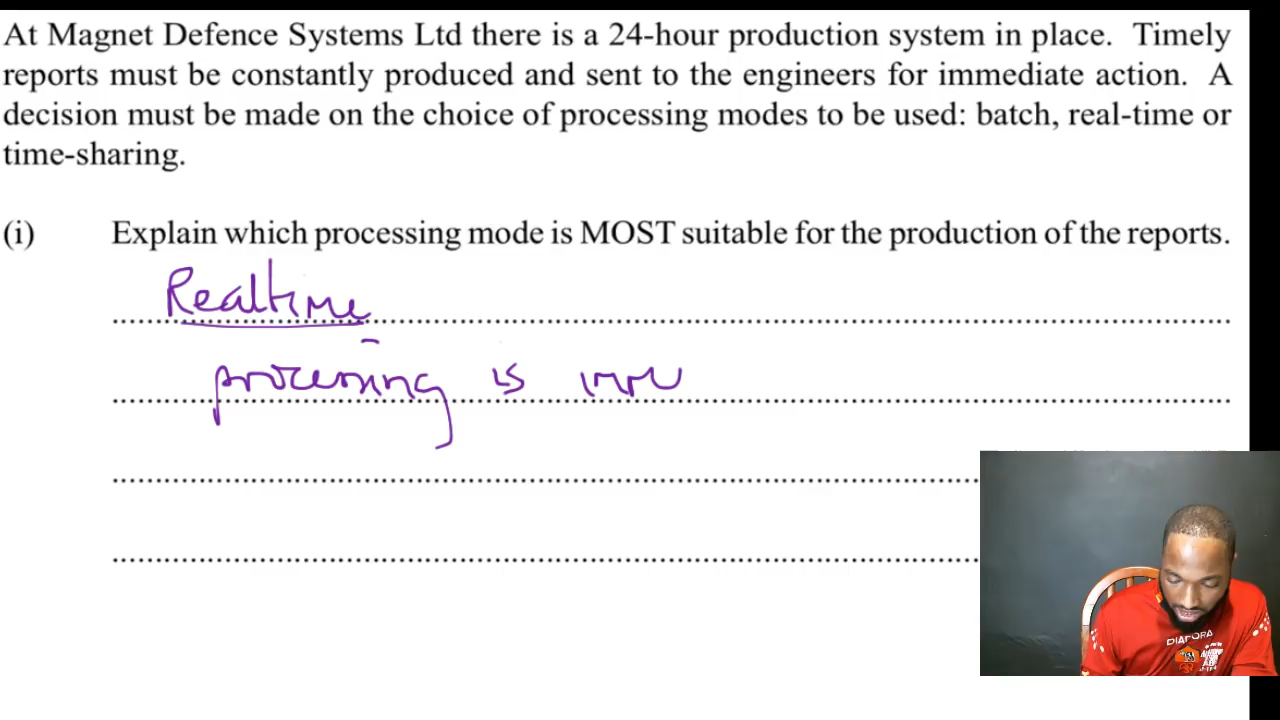 At Magnet Defence Systems Ltd there is a 24-hour production system in place. Timely
reports must be constantly produced and sent to the engineers for immediate action. A
decision must be made on the choice of processing modes to be used: batch, real-time or
time-sharing.
(i) Explain which processing mode is MOST suitable for the production of the reports.
Realtime
processing is
DIADORA